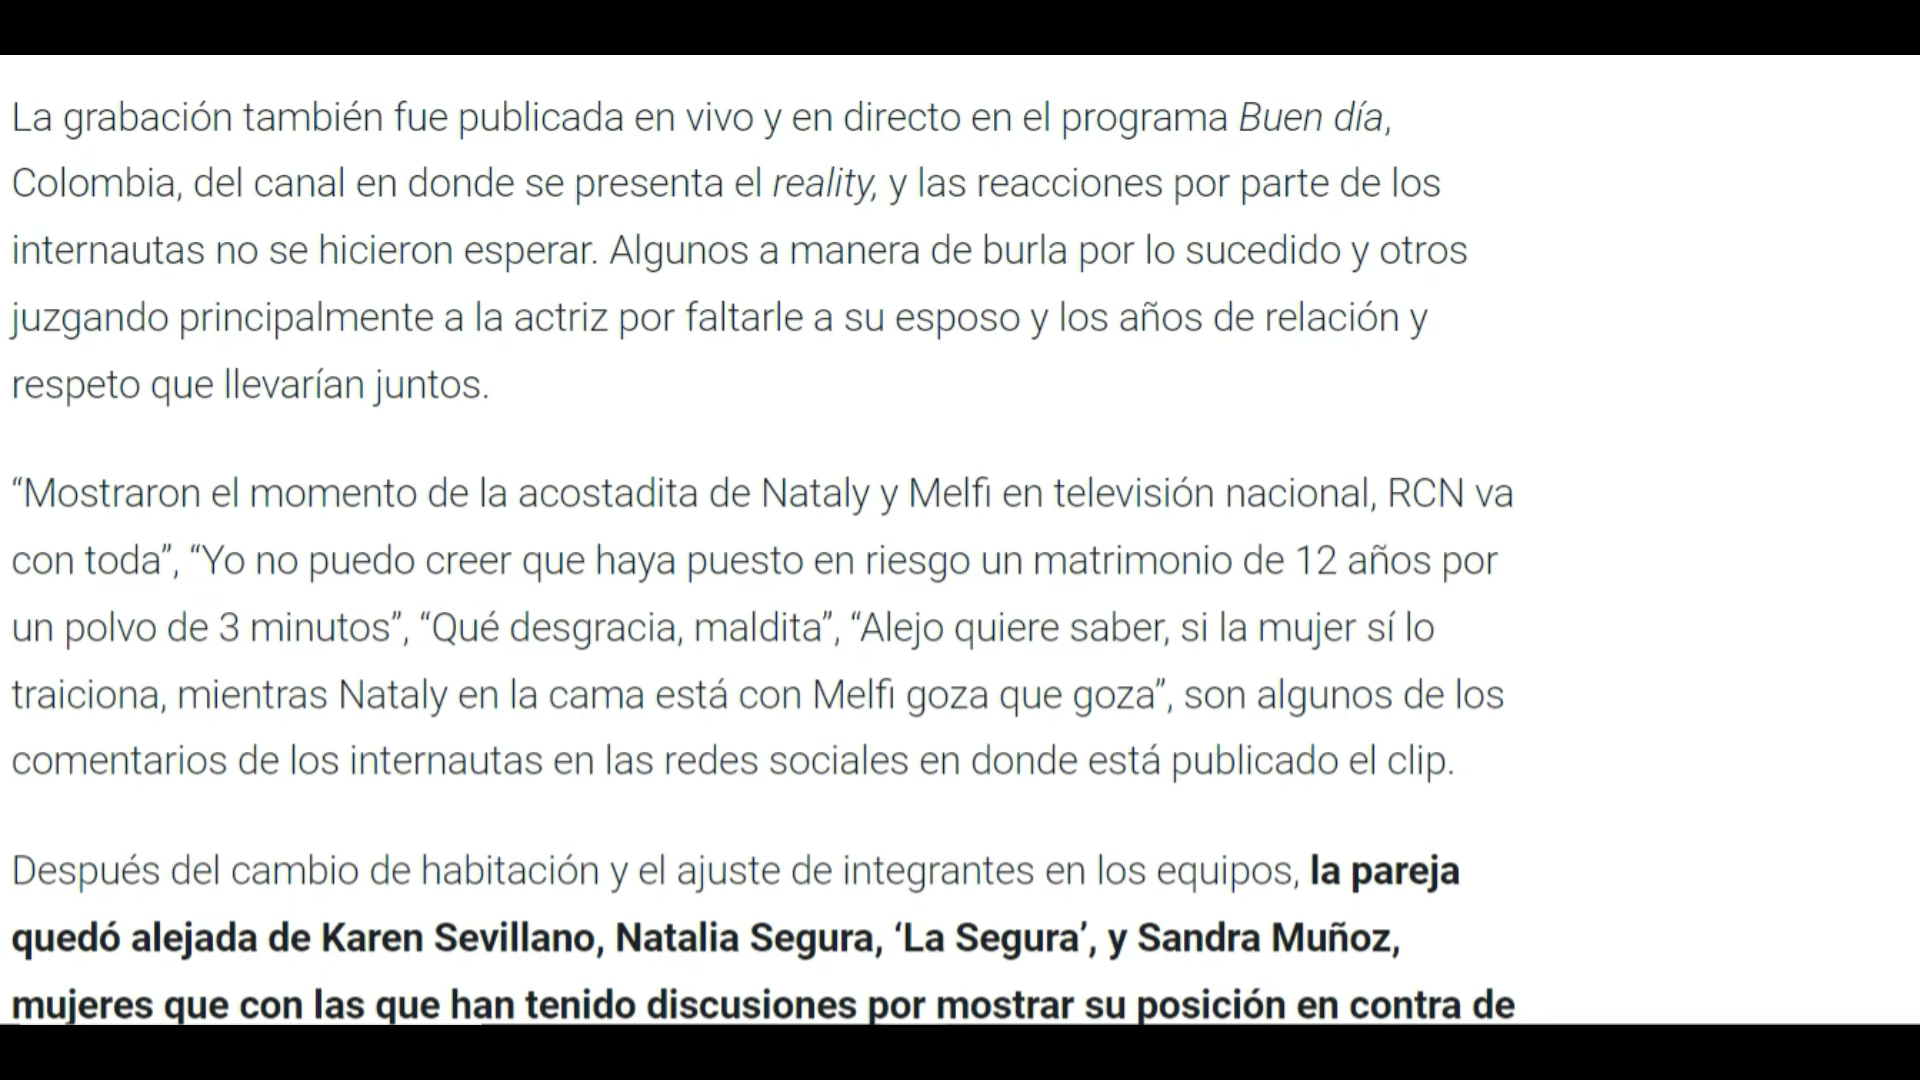 La grabación también fue publicada en vivo y en directo en el programa Buen día,
Colombia, del canal en donde se presenta el reality, y las reacciones por parte de los
internautas no se hicieron esperar. Algunos a manera de burla por lo sucedido y otros
juzgando principalmente a la actriz por faltarle a su esposo y los años de relación y
respeto que llevarían juntos.
“Mostraron el momento de la acostadita de Nataly y Melfi en televisión nacional, RCN va
con toda”, “Yo no puedo creer que haya puesto en riesgo un matrimonio de 12 años por
un polvo de 3 minutos”, “Qué desgracia, maldita”, “Alejo quiere saber, si la mujer sí lo
traiciona, mientras Nataly en la cama está con Melfi goza que goza”, son algunos de los
comentarios de los internautas en las redes sociales en donde está publicado el clip.
Después del cambio de habitación y el ajuste de integrantes en los equipos, la pareja
quedó alejada de Karen Sevillano, Natalia Segura, ‘La Segura’, y Sandra Muñoz,
mujeres que con las que han tenido discusiones por mostrar su posición en contra de